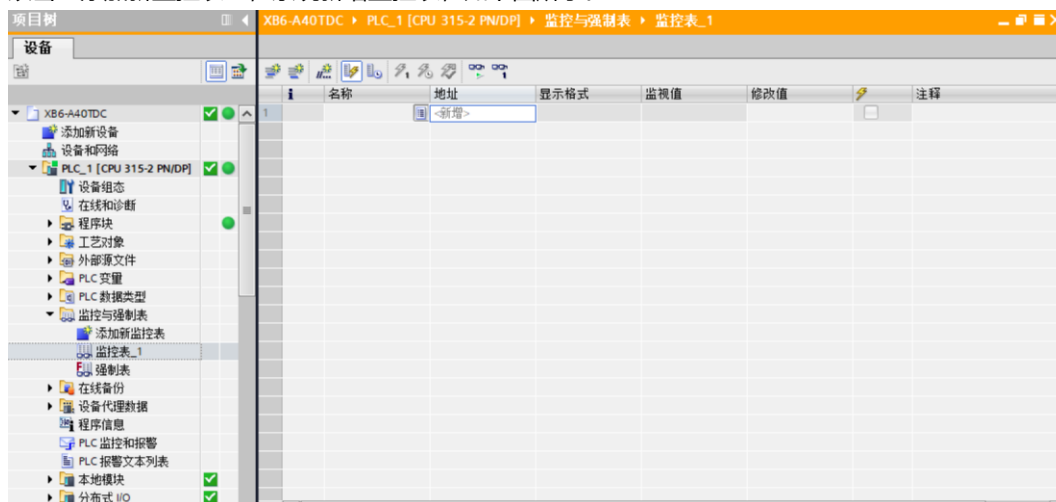 项目树
XB6-A40TDC ▸ PLC_1 [CPU 315-2 PN/DP] ▸ 监控与强制表 ▸ 监控表_1
设备
i 名称 地址 显示格式 监视值 修改值 注释
1 <新增>
XB6-A40TDC
添加新设备
设备和网络
PLC_1 [CPU 315-2 PN/DP]
设备组态
在线和诊断
程序块
工艺对象
外部源文件
PLC 变量
PLC 数据类型
监控与强制表
添加新监控表
监控表_1
强制表
在线备份
设备代理数据
程序信息
PLC 监控和报警
PLC 报警文本列表
本地模块
分布式 I/O